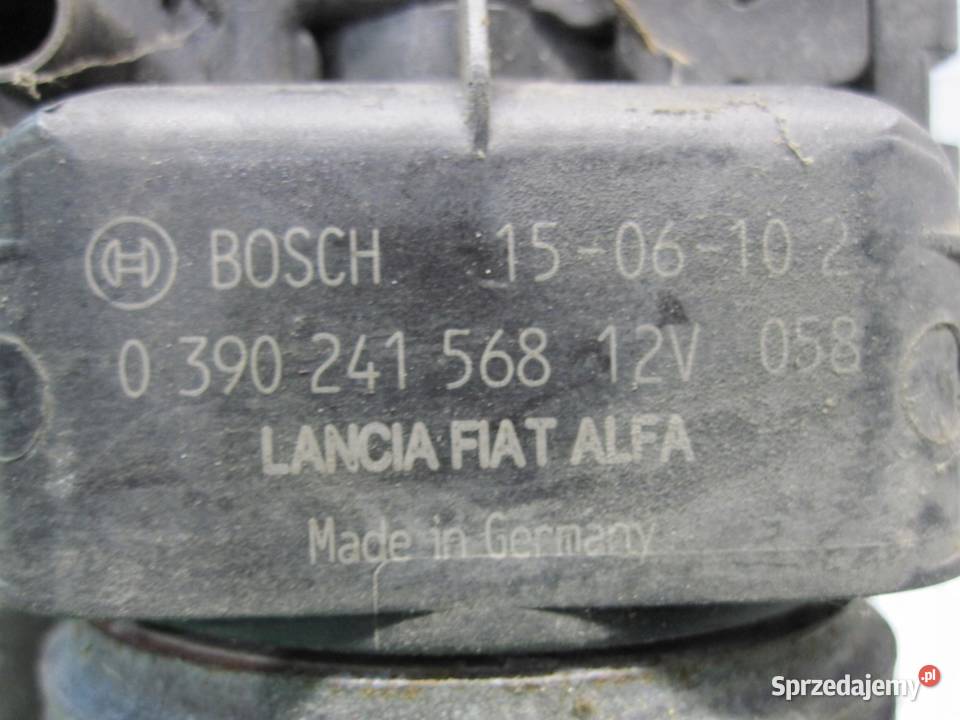 BOSCH 15-06-10 2
0 390 241 568 12V 058
LANCIA FIAT ALFA
Made in Germany
Sprzedajemy.pl